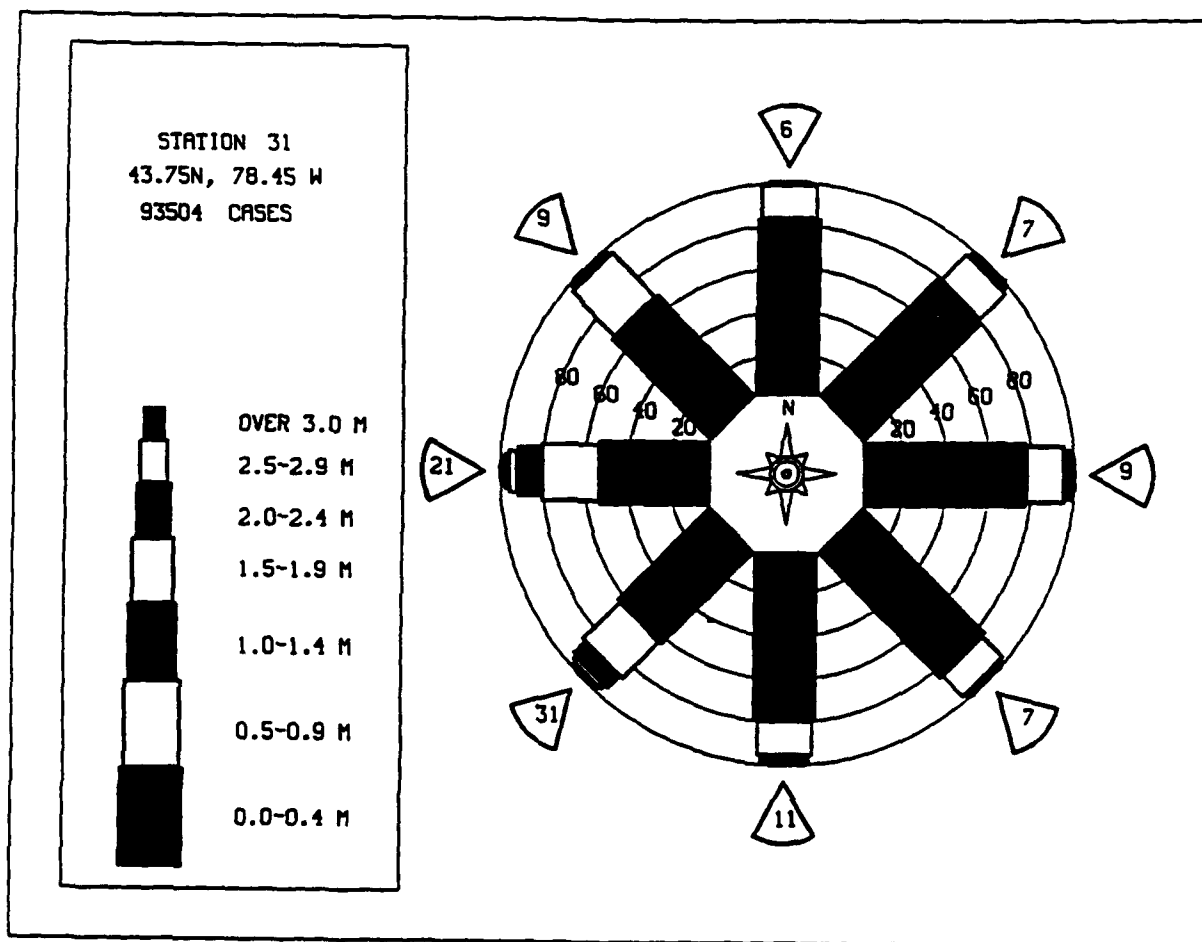 STATION 31
43.75N, 78.45 W
93504 CASES
OVER 3.0 M
2.5-2.9 M
2.0-2.4 M
1.5-1.9 M
1.0-1.4 M
0.5-0.9 M
0.0-0.4 M
6
9
7
80
60
40
20
20
40
60
80
N
21
9
31
7
11